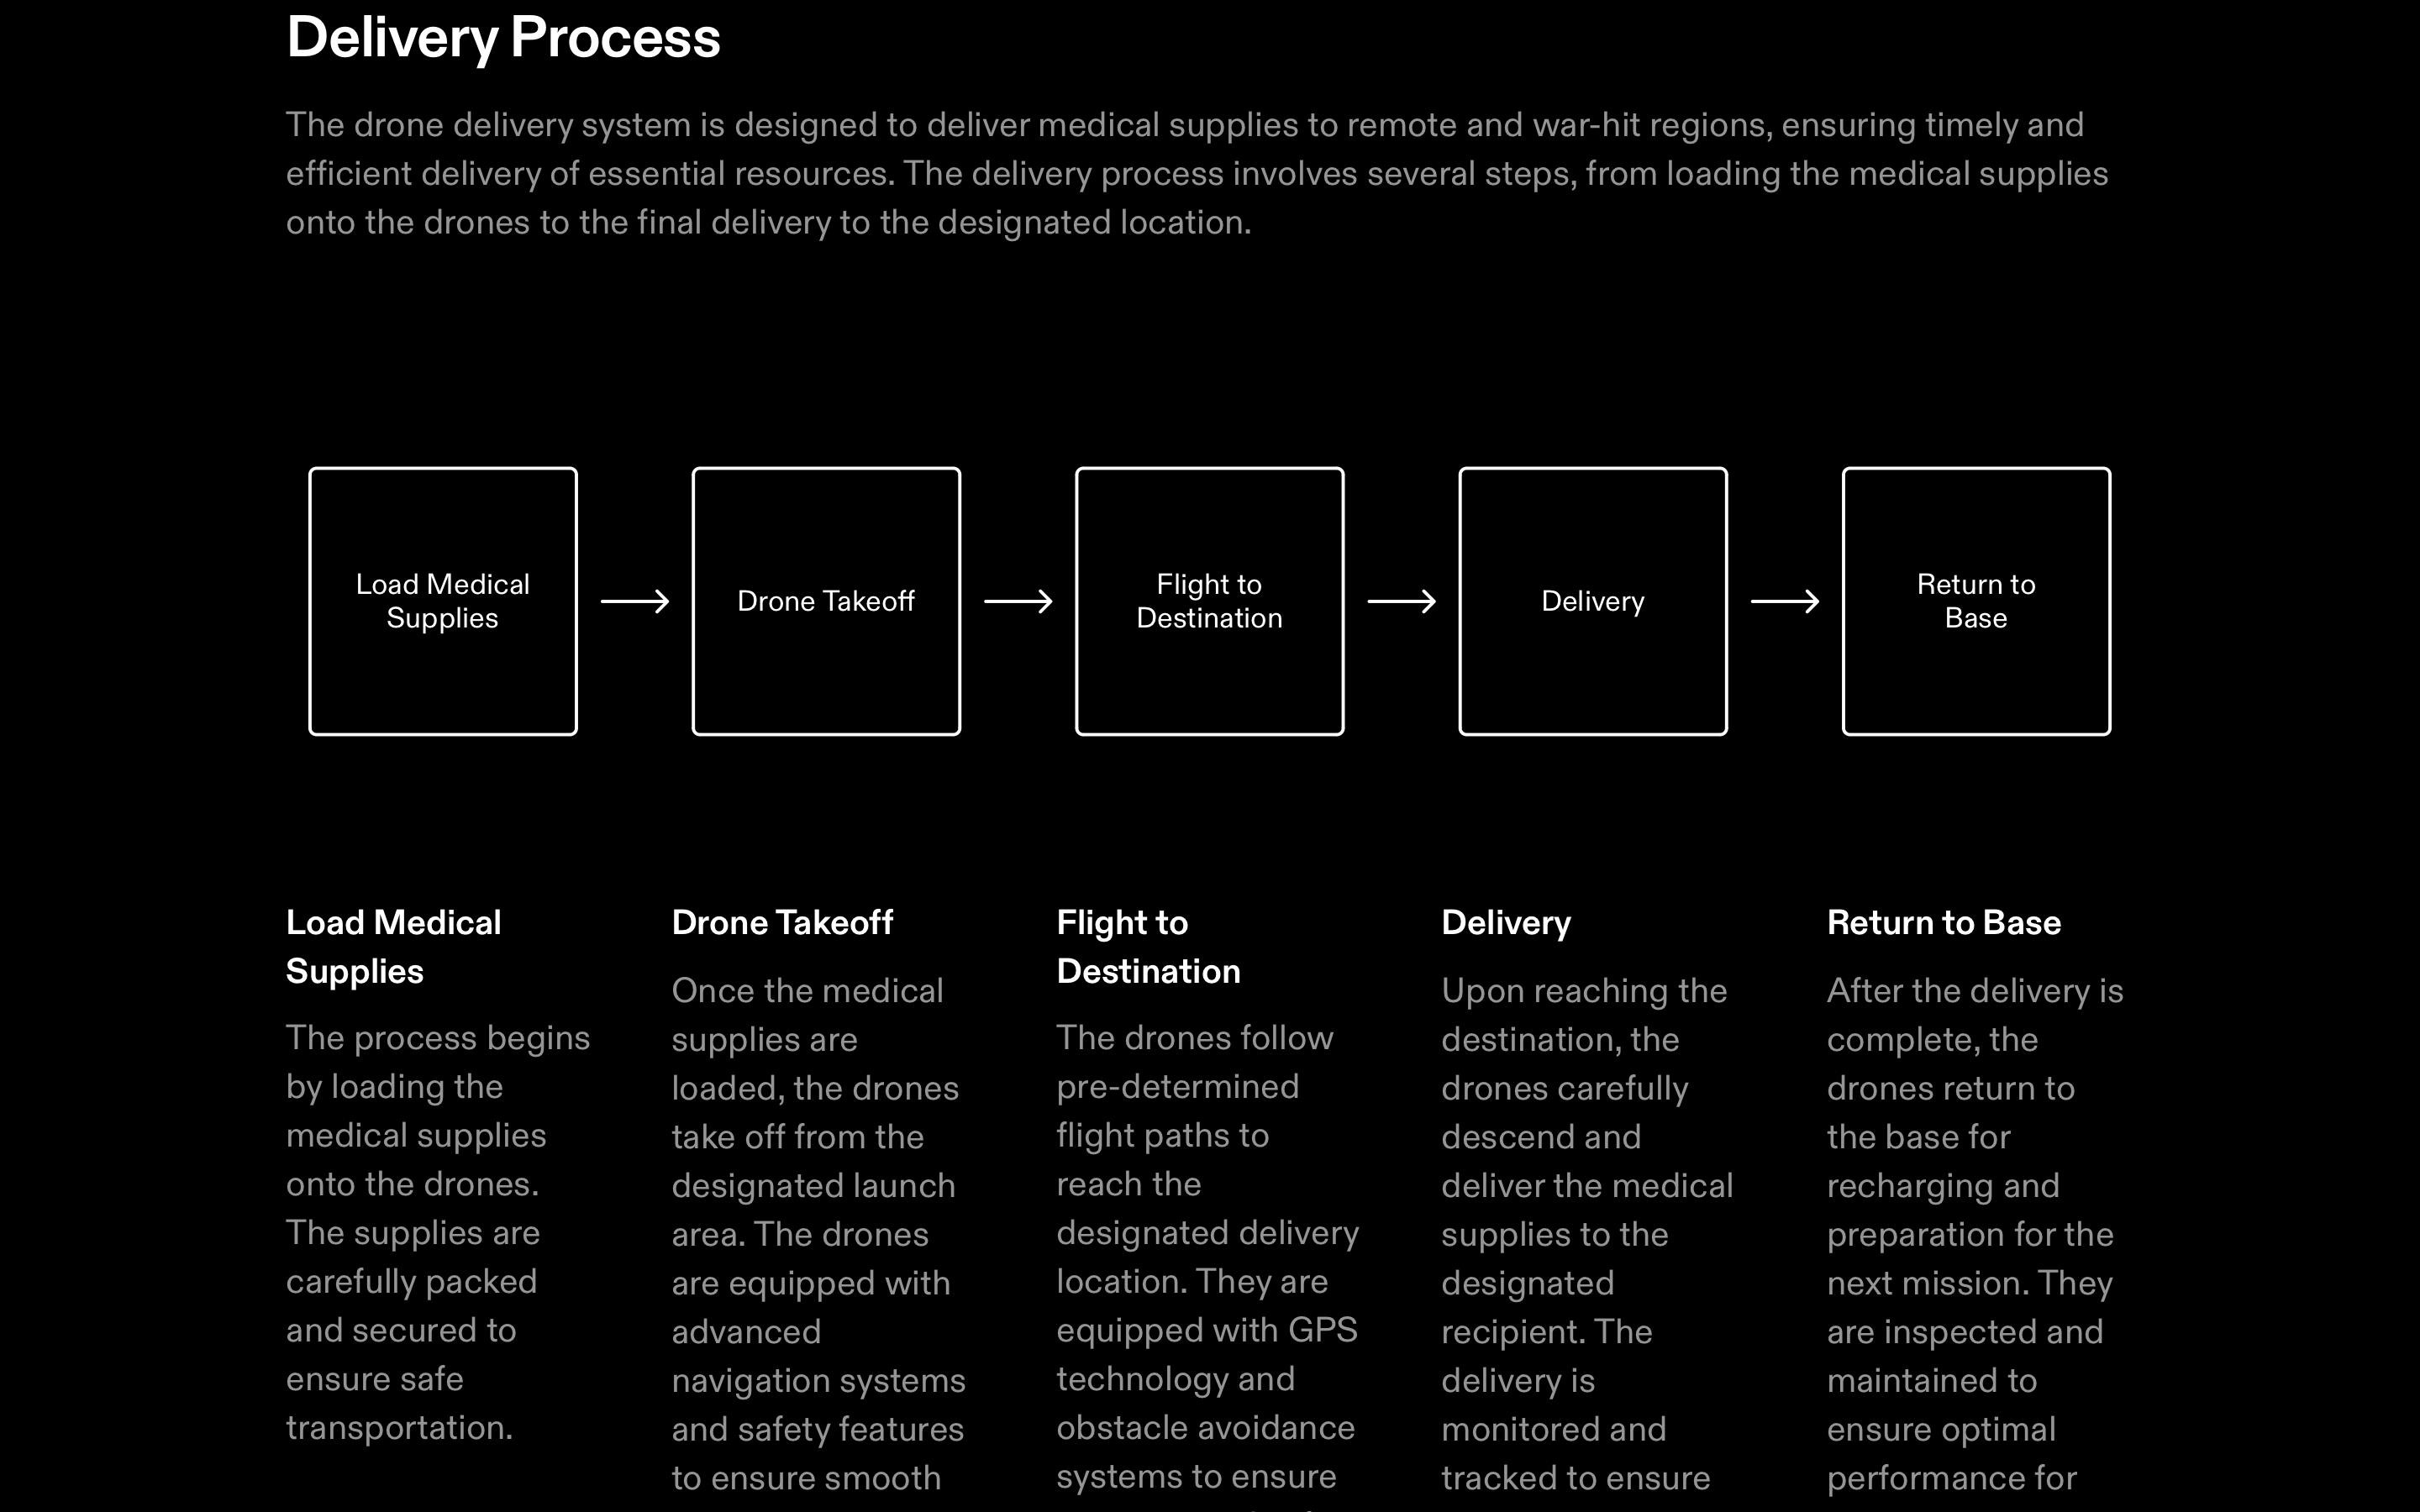 Delivery Process
The drone delivery system is designed to deliver medical supplies to remote and war-hit regions, ensuring timely and
efficient delivery of essential resources. The delivery process involves several steps, from loading the medical supplies
onto the drones to the final delivery to the designated location.
Load Medical
Supplies
Drone Takeoff
Flight to
Destination
Delivery
Return to
Base
Load Medical
Supplies
The process begins
by loading the
medical supplies
onto the drones.
The supplies are
carefully packed
and secured to
ensure safe
transportation.
Drone Takeoff
Once the medical
supplies are
loaded, the drones
take off from the
designated launch
area. The drones
are equipped with
advanced
navigation systems
and safety features
to ensure smooth
Flight to
Destination
The drones follow
pre-determined
flight paths to
reach the
designated delivery
location. They are
equipped with GPS
technology and
obstacle avoidance
systems to ensure
Delivery
Upon reaching the
destination, the
drones carefully
descend and
deliver the medical
supplies to the
designated
recipient. The
delivery is
monitored and
tracked to ensure
Return to Base
After the delivery is
complete, the
drones return to
the base for
recharging and
preparation for the
next mission. They
are inspected and
maintained to
ensure optimal
performance for